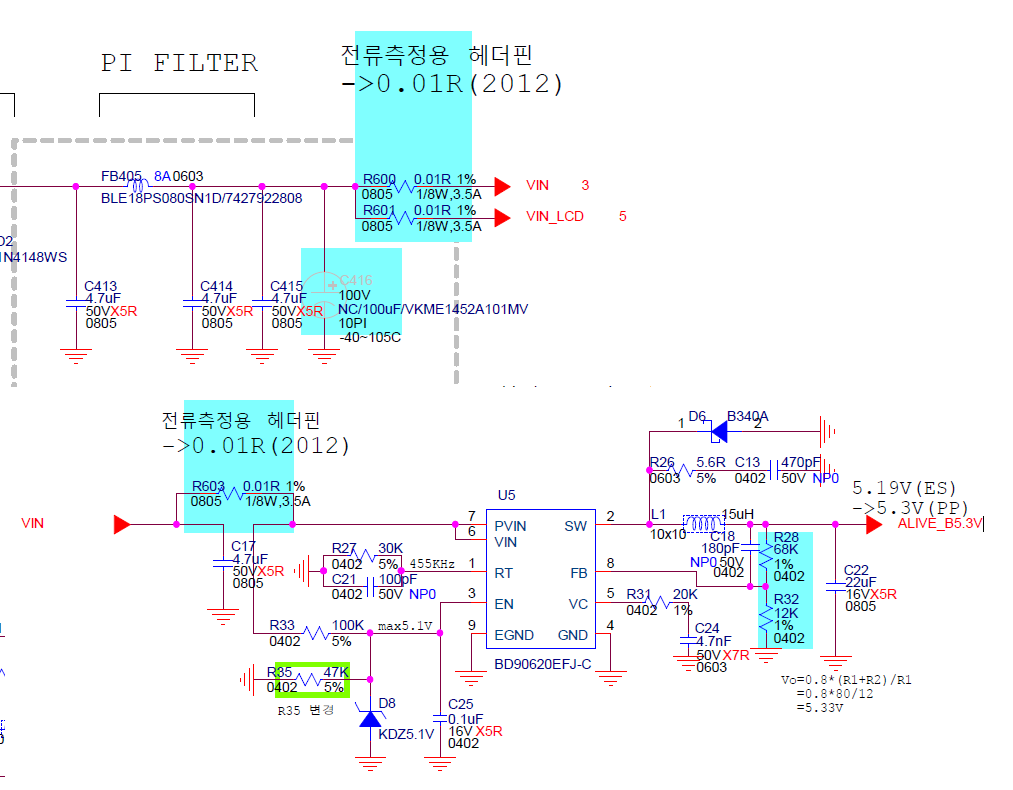 PI FILTER
전류측정용 헤더핀
->0.01R(2012)
FB405 8A 0603
BLE18PS080SN1D/7427922808
R600 0.01R 1%
0805 1/8W,3.5A
VIN 3
R601 0.01R 1%
0805 1/8W,3.5A
VIN_LCD 5
D2
1N4148WS
C413
4.7uF
50V X5R
0805
C414
4.7uF
50V X5R
0805
C415
4.7uF
50V X5R
0805
C416
100V
NC/100uF/VKME1452A101MV
10PI
-40~105C
전류측정용 헤더핀
->0.01R(2012)
R603 0.01R 1%
0805 1/8W,3.5A
VIN
C17
4.7uF
50V X5R
0805
R27 30K
0402 5%
C21 100pF
0402 50V NP0
455KHz
R33 100K
0402 5%
max5.1V
R35 47K
0402 5%
R35 변경
D8
KDZ5.1V
C25
0.1uF
16V X5R
0402
U5
7 PVIN SW 2
6 VIN
1 RT FB 8
3 EN VC 5
9 EGND GND 4
BD90620EFJ-C
D6 B340A
1 2
R26 5.6R C13 470pF
0603 5% 0402 50V NP0
L1 15uH
10x10
C18
180pF
NP0 50V
0402
R28
68K
1%
0402
R32
12K
1%
0402
R31 20K
0402 1%
C24
4.7nF
50V X7R
0603
C22
22uF
16V X5R
0805
5.19V(ES)
->5.3V(PP)
ALIVE_B5.3V
Vo=0.8*(R1+R2)/R1
=0.8*80/12
=5.33V